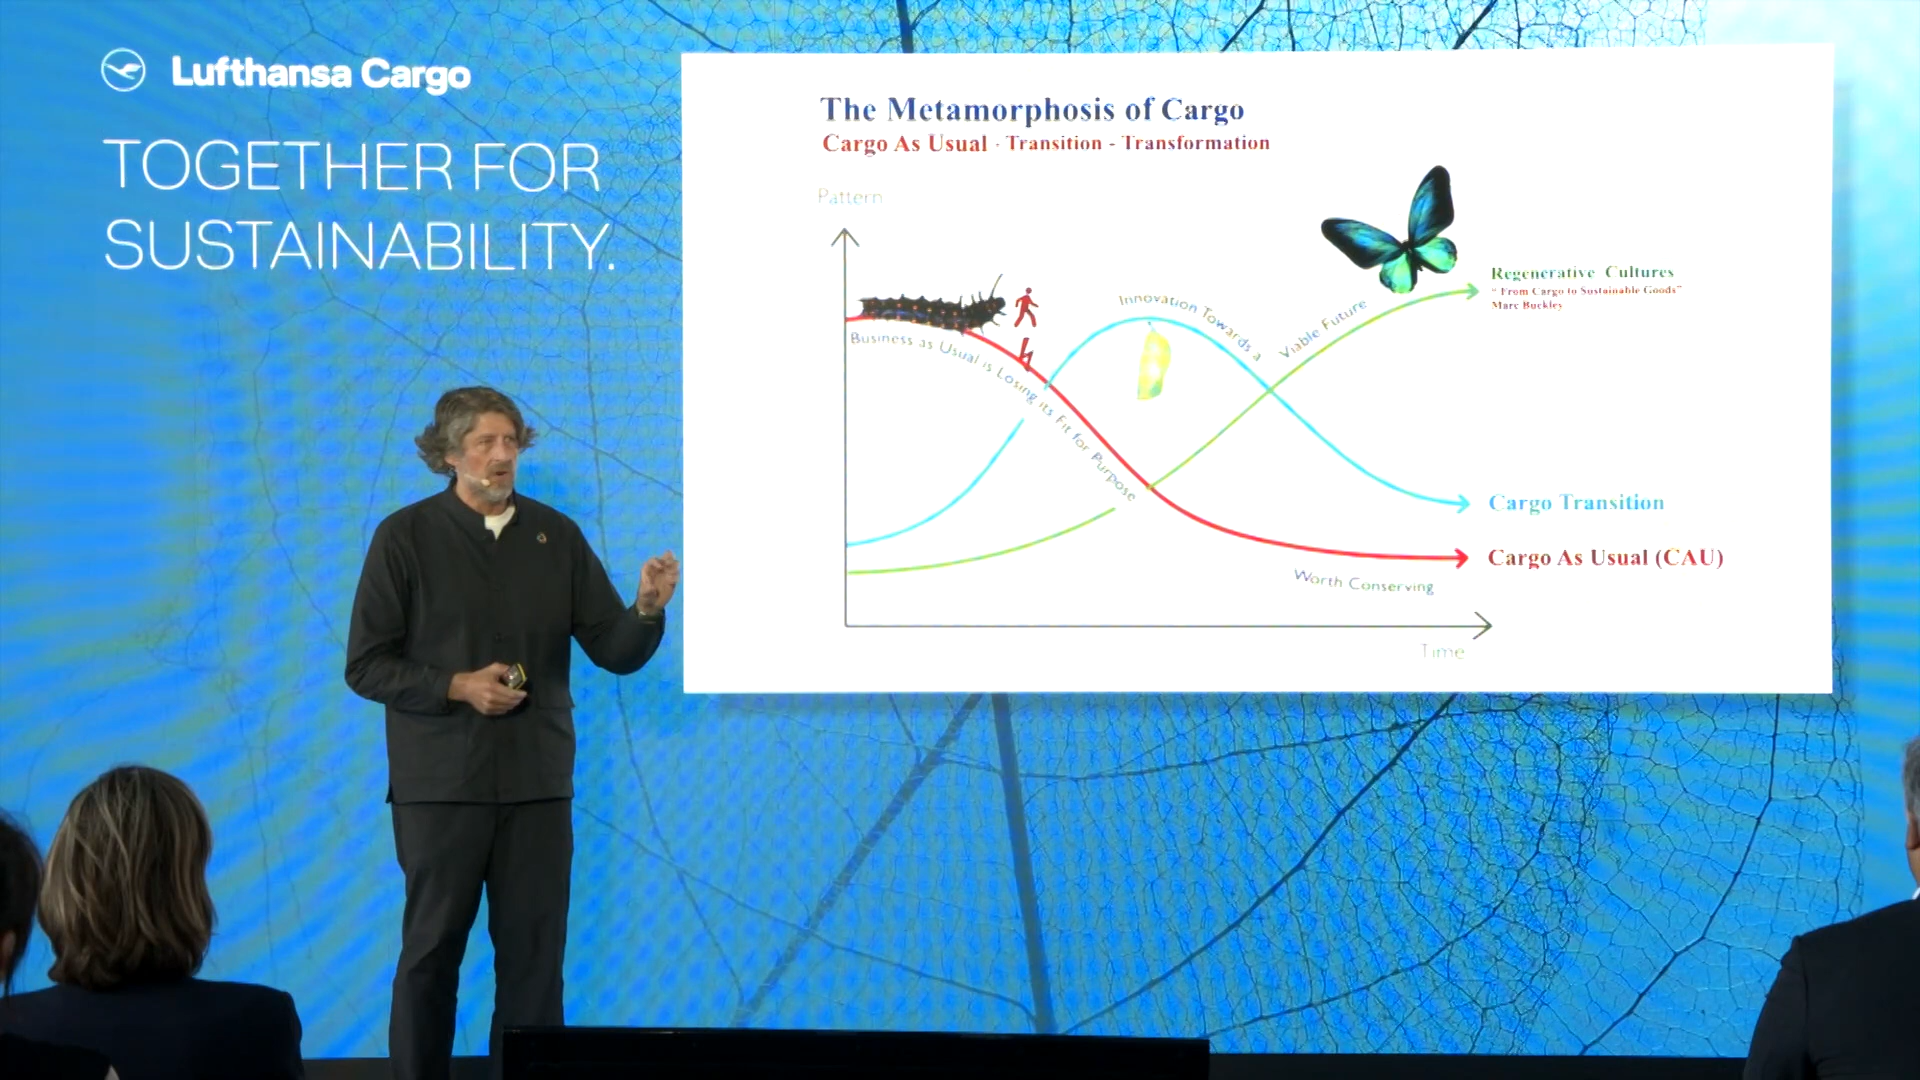 Lufthansa Cargo
TOGETHER FOR
SUSTAINABILITY.
The Metamorphosis of Cargo
Cargo As Usual - Transition - Transformation
Pattern
Business as Usual is Losing its Fit for Purpose
Innovation Towards a
Viable Future
Regenerative Cultures
"From Cargo to Sustainable Goods"
Marc Buckley
Cargo Transition
Cargo As Usual (CAU)
Worth Conserving
Time